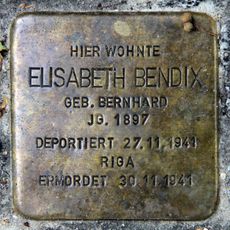 HIER WOHNTE
ELISABETH BENDIX
GEB. BERNHARD
JG. 1897
DEPORTIERT 27.11.1941
RIGA
ERMORDET 30.11.1941